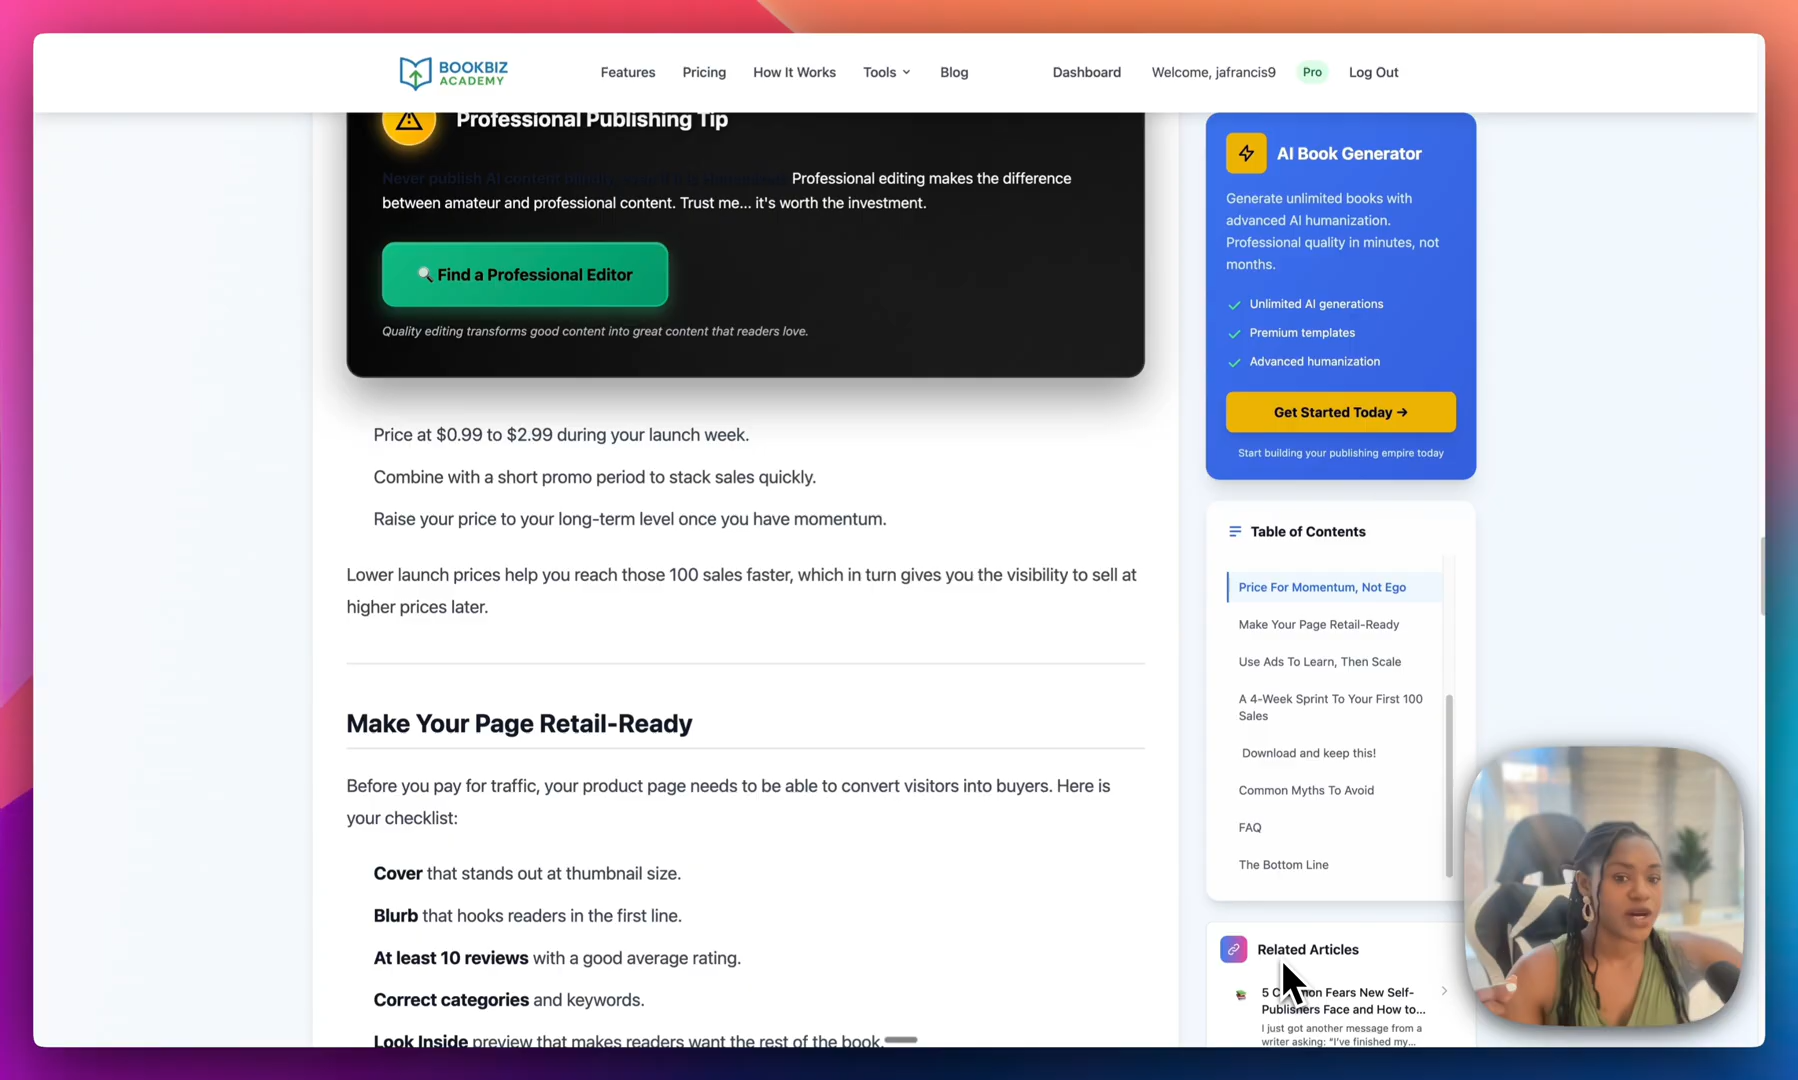 BOOKBIZ
ACADEMY
Features
Pricing
How It Works
Tools
Blog
Dashboard
Welcome, jafrancis9
Pro
Log Out
Professional Publishing Tip
Never publish AI content blindly, Professional editing makes the difference
between amateur and professional content. Trust me... it's worth the investment.
🔍 Find a Professional Editor
Quality editing transforms good content into great content that readers love.
Price at $0.99 to $2.99 during your launch week.
Combine with a short promo period to stack sales quickly.
Raise your price to your long-term level once you have momentum.
Lower launch prices help you reach those 100 sales faster, which in turn gives you the visibility to sell at
higher prices later.
Make Your Page Retail-Ready
Before you pay for traffic, your product page needs to be able to convert visitors into buyers. Here is
your checklist:
Cover that stands out at thumbnail size.
Blurb that hooks readers in the first line.
At least 10 reviews with a good average rating.
Correct categories and keywords.
Look Inside preview that makes readers want the rest of the book.
AI Book Generator
Generate unlimited books with
advanced AI humanization.
Professional quality in minutes, not
months.
Unlimited AI generations
Premium templates
Advanced humanization
Get Started Today →
Start building your publishing empire today
Table of Contents
Price For Momentum, Not Ego
Make Your Page Retail-Ready
Use Ads To Learn, Then Scale
A 4-Week Sprint To Your First 100
Sales
Download and keep this!
Common Myths To Avoid
FAQ
The Bottom Line
Related Articles
5 Fears New Self-
Publishers Face and How to...
I just got another message from a
writer asking: "I've finished my...